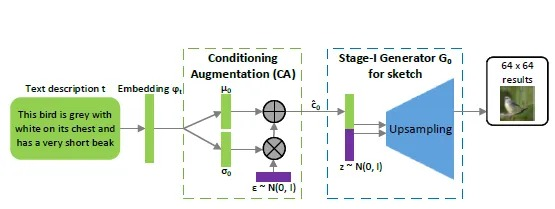 Conditioning
Augmentation (CA)
Stage-I Generator G₀
for sketch
64 x 64
results
Text description t
Embedding φₜ
μ₀
ĉ₀
This bird is grey with
white on its chest and
has a very short beak
Upsampling
σ₀
ε ~ N(0, I)
z ~ N(0, I)